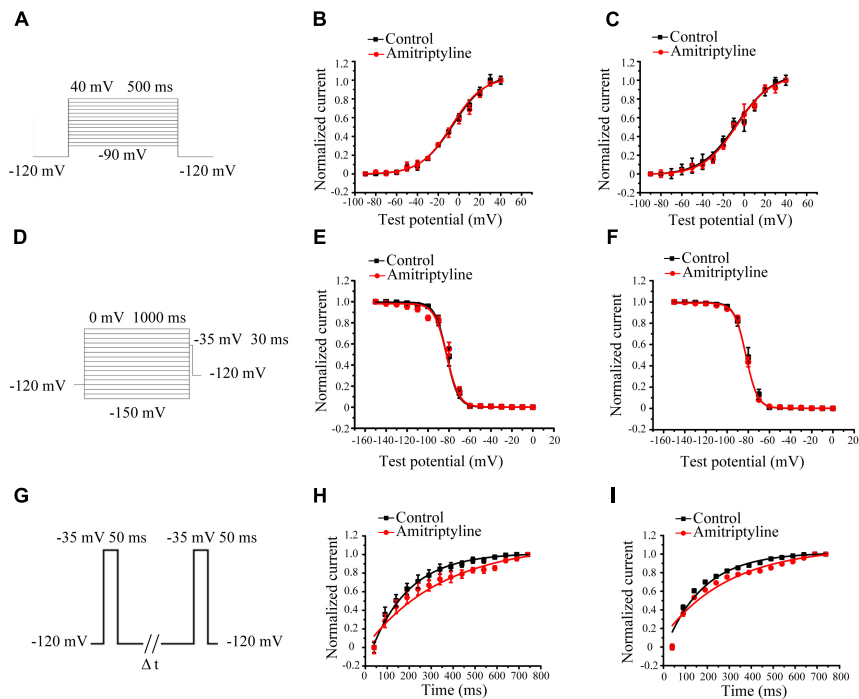 A
40 mV 500 ms
-90 mV
-120 mV
-120 mV
B
Control
Amitriptyline
Normalized current
1.2
1.0
0.8
0.6
0.4
0.2
0
-0.2
-100 -80 -60 -40 -20 0 20 40 60
Test potential (mV)
C
Control
Amitriptyline
Normalized current
1.2
1.0
0.8
0.6
0.4
0.2
0
-0.2
-100 -80 -60 -40 -20 0 20 40 60
Test potential (mV)
D
0 mV 1000 ms
-35 mV 30 ms
-120 mV
-120 mV
-150 mV
E
Control
Amitriptyline
Normalized current
1.2
1.0
0.8
0.6
0.4
0.2
0
-0.2
-160 -140 -120 -100 -80 -60 -40 -20 0 20
Test potential (mV)
F
Control
Amitriptyline
Normalized current
1.2
1.0
0.8
0.6
0.4
0.2
0
-0.2
-160 -140 -120 -100 -80 -60 -40 -20 0 20
Test potential (mV)
G
-35 mV 50 ms
-35 mV 50 ms
-120 mV
-120 mV
Δ t
H
Control
Amitriptyline
Normalized current
1.2
1.0
0.8
0.6
0.4
0.2
0
-0.2
0 100 200 300 400 500 600 700 800
Time (ms)
I
Control
Amitriptyline
Normalized current
1.2
1.0
0.8
0.6
0.4
0.2
0
-0.2
0 100 200 300 400 500 600 700 800
Time (ms)